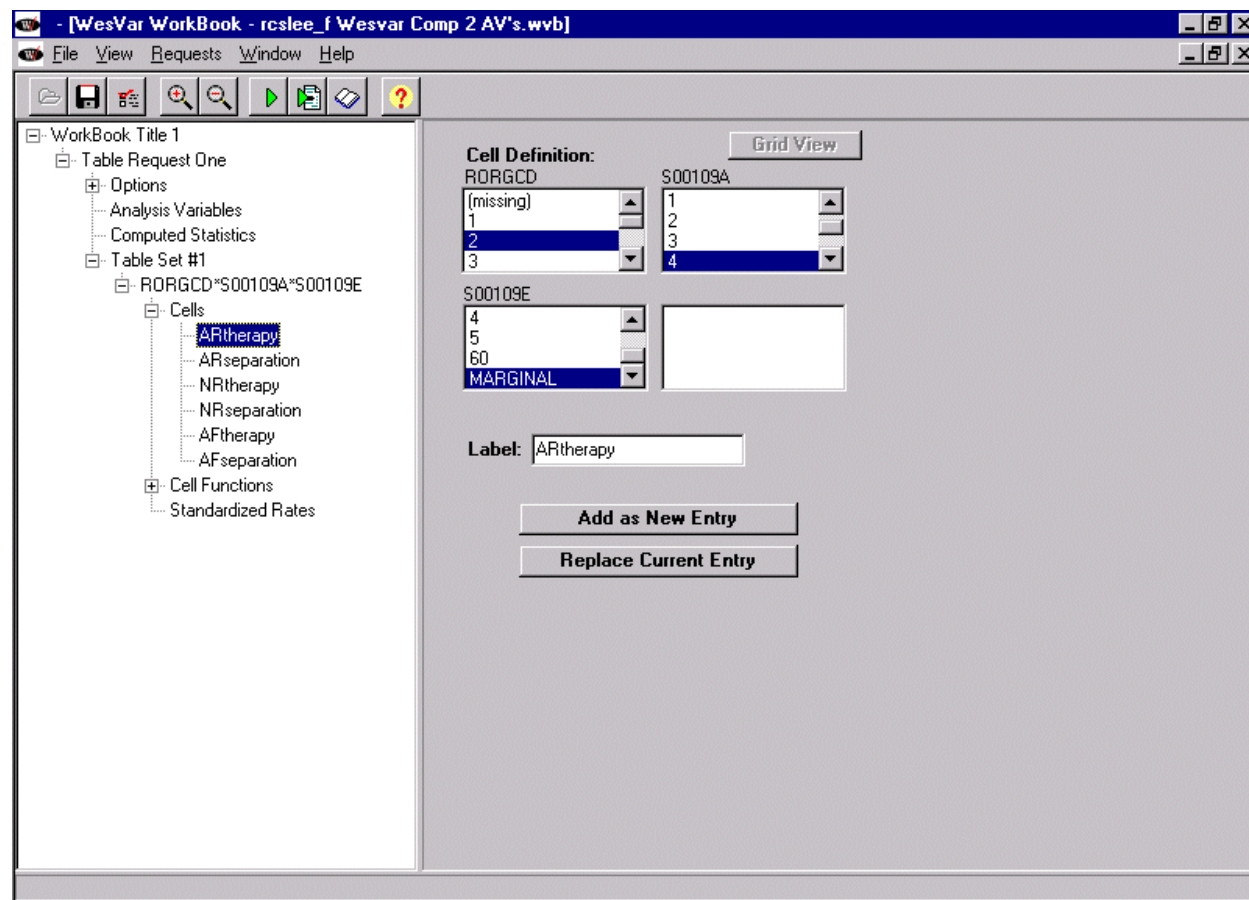 - [WesVar WorkBook - rcslee_f Wesvar Comp 2 AV's.wvb]
File View Requests Window Help
WorkBook Title 1
Table Request One
Options
Analysis Variables
Computed Statistics
Table Set #1
RORGCD*S00109A*S00109E
Cells
ARtherapy
ARseparation
NRtherapy
NRseparation
AFtherapy
AFseparation
Cell Functions
Standardized Rates
Grid View
Cell Definition:
RORGCD
(missing)
1
2
3
S00109A
1
2
3
4
S00109E
4
5
60
MARGINAL
Label: ARtherapy
Add as New Entry
Replace Current Entry